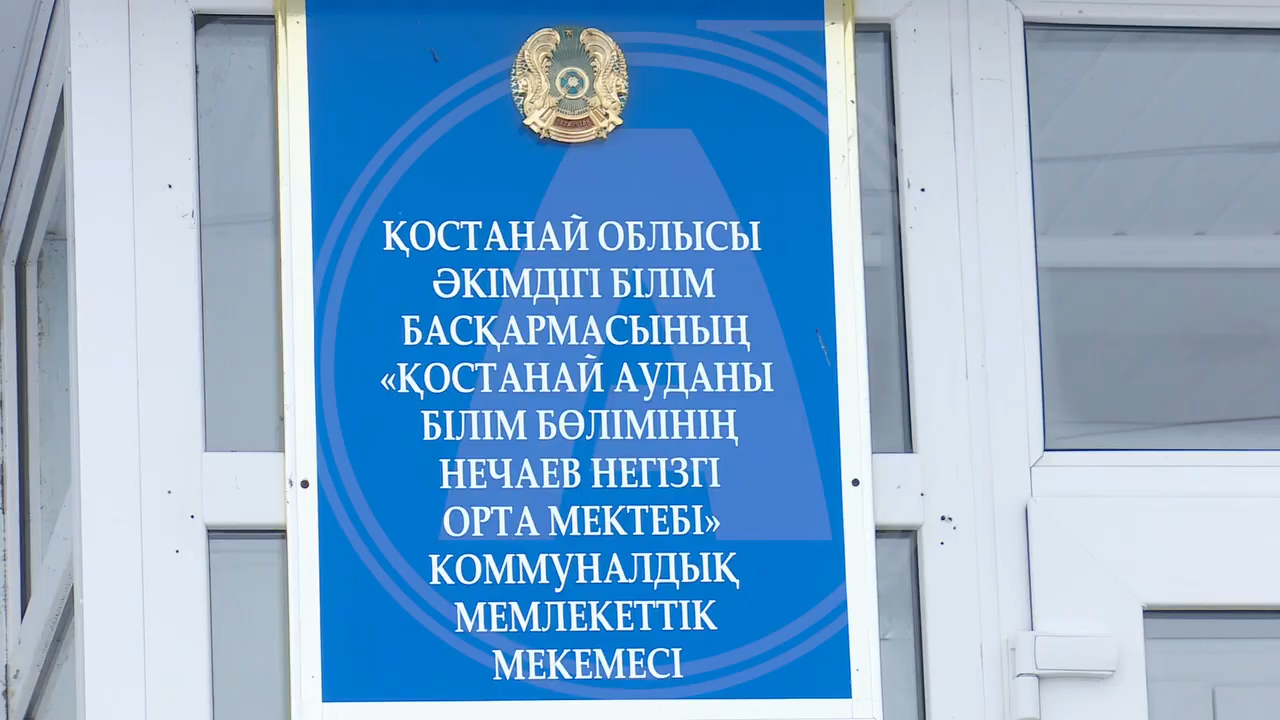 ҚОСТАНАЙ ОБЛЫСЫ
ӘКІМДІГІ БІЛІМ
БАСҚАРМАСЫНЫҢ
«ҚОСТАНАЙ АУДАНЫ
БІЛІМ БӨЛІМІНІҢ
НЕЧАЕВ НЕГІЗГІ
ОРТА МЕКТЕБІ»
КОММУНАЛДЫҚ
МЕМЛЕКЕТТІК
МЕКЕМЕСІ